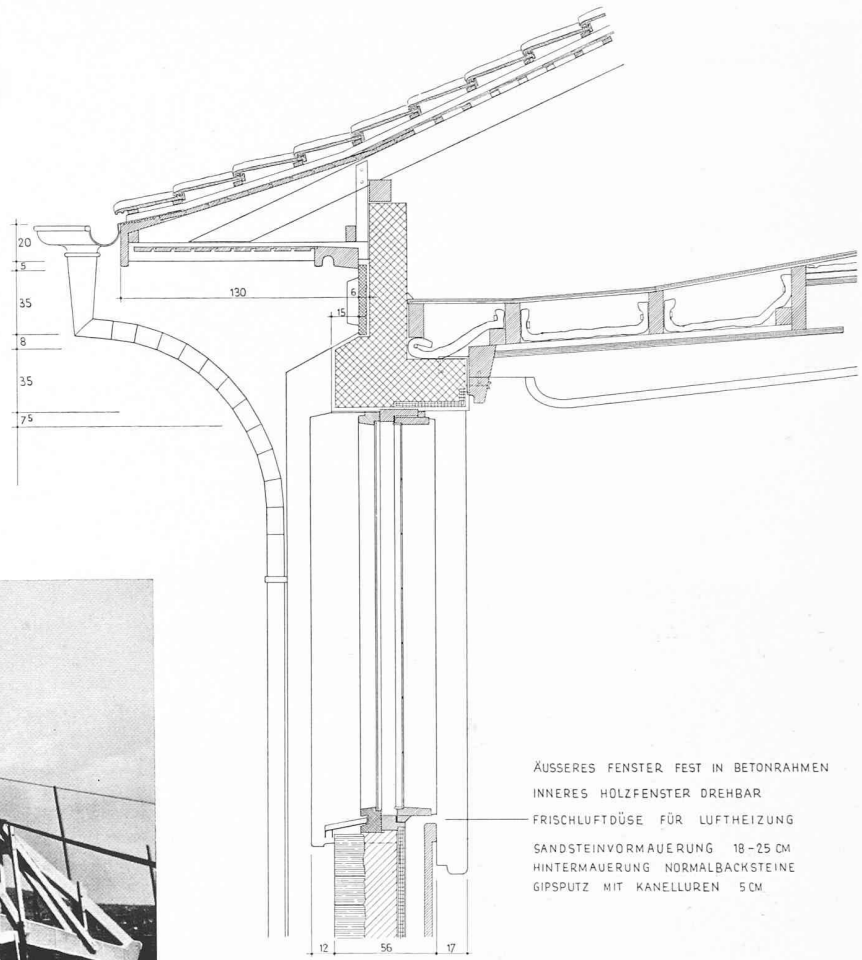 20
5
35
8
35
7⁵
130
6
15
ÄUSSERES FENSTER FEST IN BETONRAHMEN
INNERES HOLZFENSTER DREHBAR
FRISCHLUFTDÜSE FÜR LUFTHEIZUNG
SANDSTEINVORMAUERUNG 18-25 CM
HINTERMAUERUNG NORMALBACKSTEINE
GIPSPUTZ MIT KANELLUREN 5 CM
12 56 17